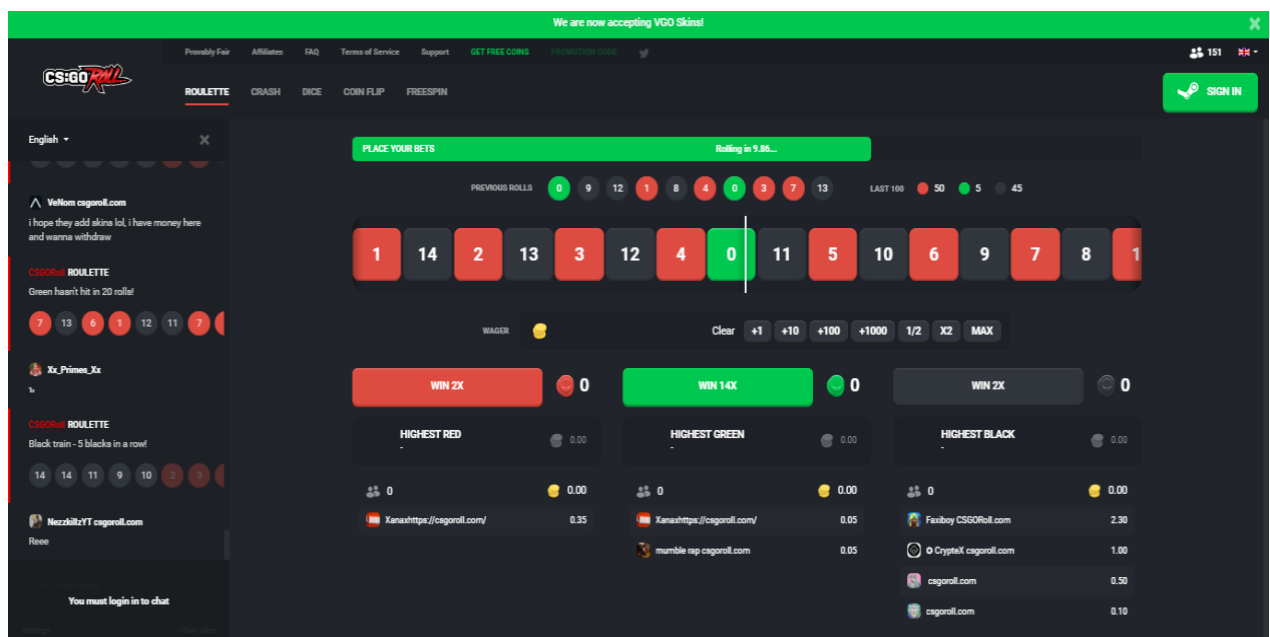 We are now accepting VGO Skins!
Provably Fair Affiliates FAQ Terms of Service Support GET FREE COINS PROMOTION CODE 151
CS:GO ROLL
ROULETTE CRASH DICE COIN FLIP FREESPIN SIGN IN
English
VeNom csgoroll.com
i hope they add skins lol, i have money here
and wanna withdraw
CSGORoll ROULETTE
Green hasn't hit in 20 rolls!
7 13 6 1 12 11 7
Xx_Primes_Xx
ъ
CSGORoll ROULETTE
Black train - 5 blacks in a row!
14 14 11 9 10 2 3
NezzkillzYT csgoroll.com
Reee
You must login in to chat
PLACE YOUR BETS Rolling in 9.86...
PREVIOUS ROLLS 0 9 12 1 8 4 0 3 7 13 LAST 100 50 5 45
1 14 2 13 3 12 4 0 11 5 10 6 9 7 8 1
WAGER Clear +1 +10 +100 +1000 1/2 X2 MAX
WIN 2X 0 WIN 14X 0 WIN 2X 0
HIGHEST RED 0.00 HIGHEST GREEN 0.00 HIGHEST BLACK 0.00
- - -
0 0.00 0 0.00 0 0.00
Xanaxhttps://csgoroll.com/ 0.35 Xanaxhttps://csgoroll.com/ 0.05 Faxiboy CSGORoll.com 2.30
mumble rap csgoroll.com 0.05 CrypteX csgoroll.com 1.00
csgoroll.com 0.50
csgoroll.com 0.10